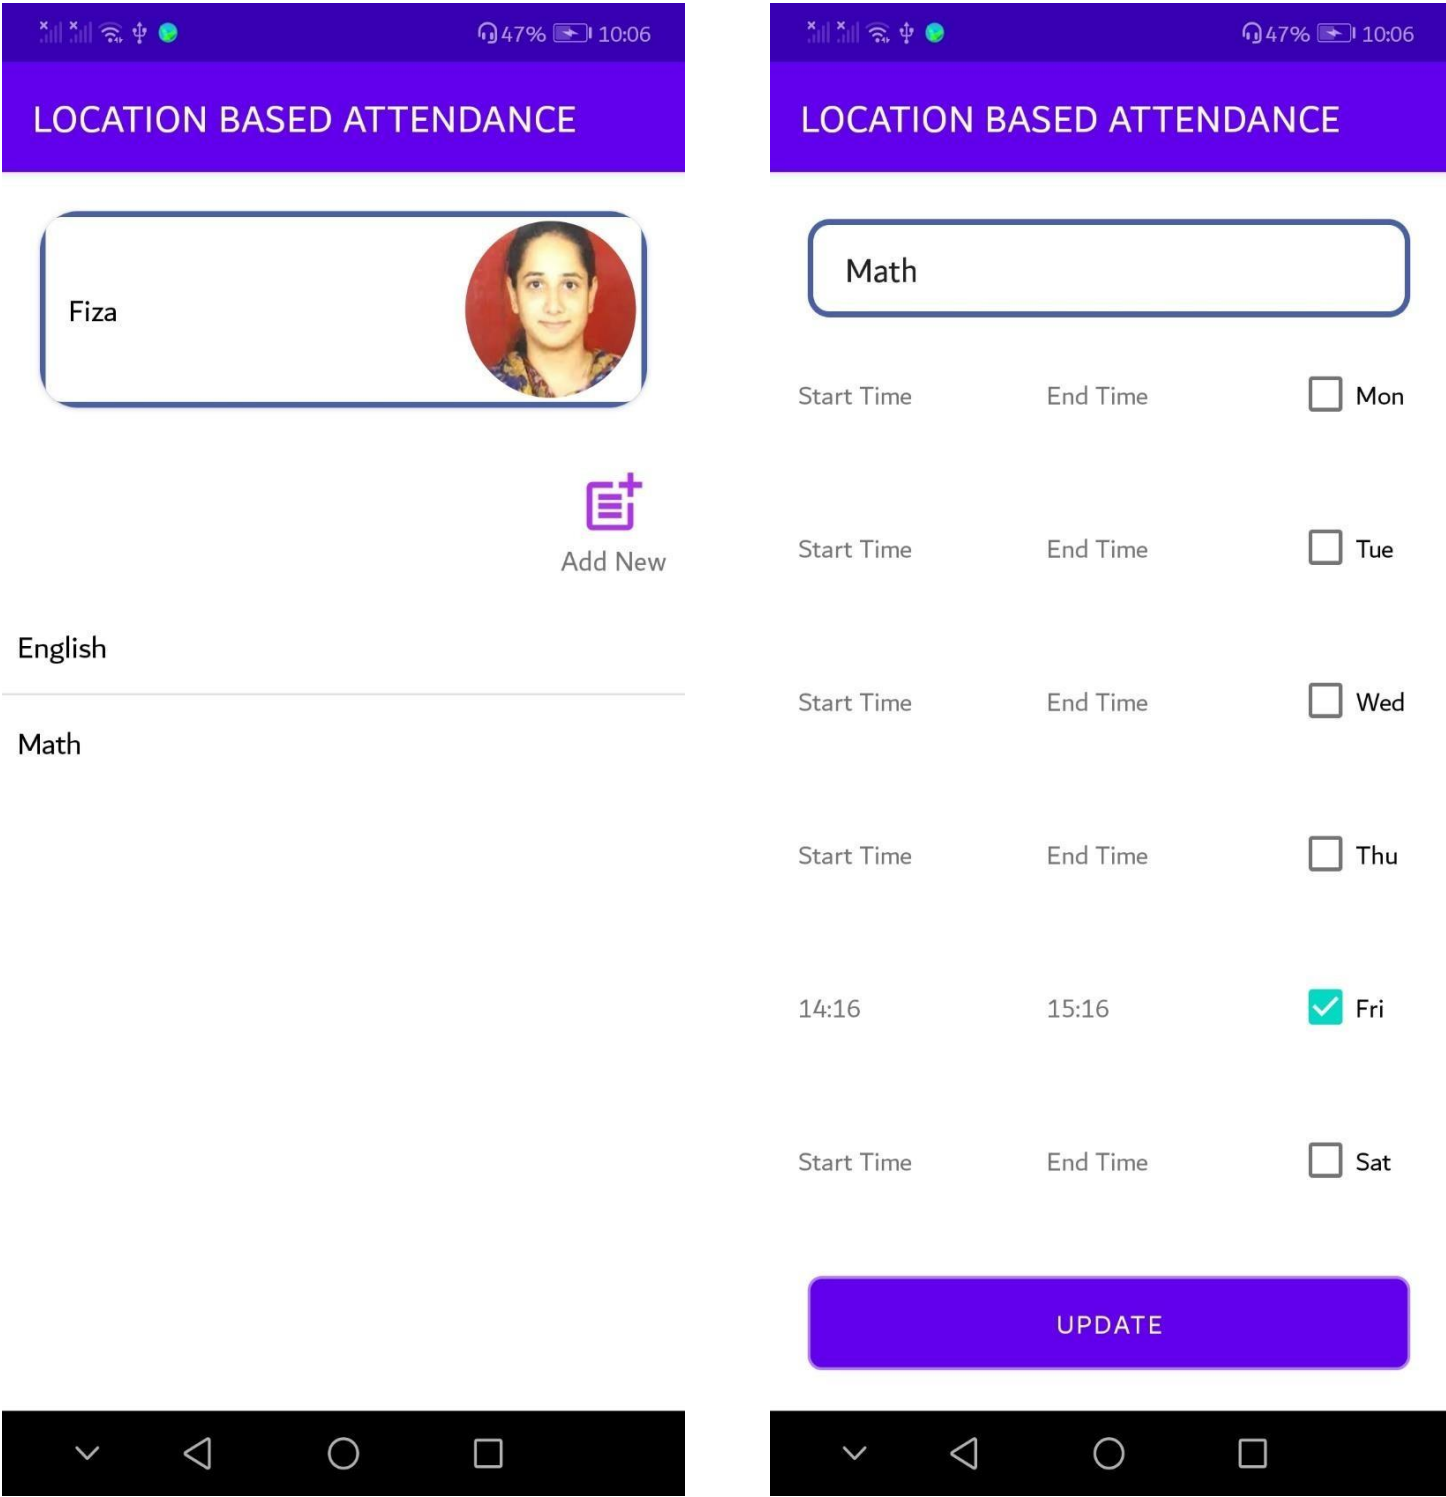 47% 10:06
LOCATION BASED ATTENDANCE
Fiza
Add New
English
Math
47% 10:06
LOCATION BASED ATTENDANCE
Math
Start Time End Time Mon
Start Time End Time Tue
Start Time End Time Wed
Start Time End Time Thu
14:16 15:16 Fri
Start Time End Time Sat
UPDATE